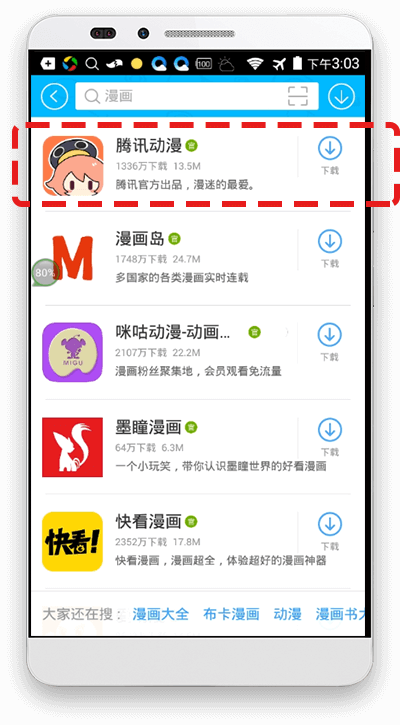 100 下午3:03
漫画
腾讯动漫 官
1336万下载 13.5M
下载
腾讯官方出品，漫迷的最爱。
M
漫画岛 官
1748万下载 24.7M
下载
80%
多国家的各类漫画实时连载
咪咕动漫-动画... 官
2107万下载 22.2M
下载
MIGU
漫画粉丝聚集地，会员观看免流量
墨瞳漫画 官
64万下载 6.3M
下载
一个小玩笑，带你认识墨瞳世界的好看漫画
快看漫画 官
快看!
2352万下载 17.8M
下载
快看漫画，漫画超全，体验超好的漫画神器
大家还在搜： 漫画大全 布卡漫画 动漫 漫画书大